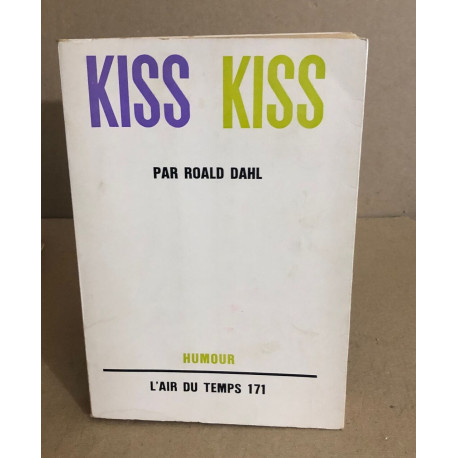 KISS KISS
PAR ROALD DAHL
HUMOUR
L'AIR DU TEMPS 171